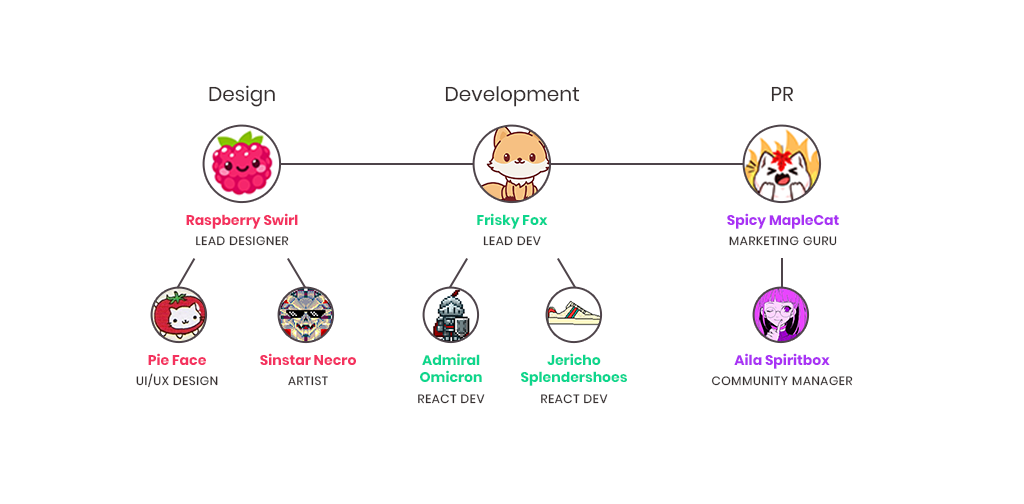 Design
Development
PR
Raspberry Swirl
LEAD DESIGNER
Frisky Fox
LEAD DEV
Spicy MapleCat
MARKETING GURU
Pie Face
UI/UX DESIGN
Sinstar Necro
ARTIST
Admiral
Omicron
REACT DEV
Jericho
Splendershoes
REACT DEV
Aila Spiritbox
COMMUNITY MANAGER